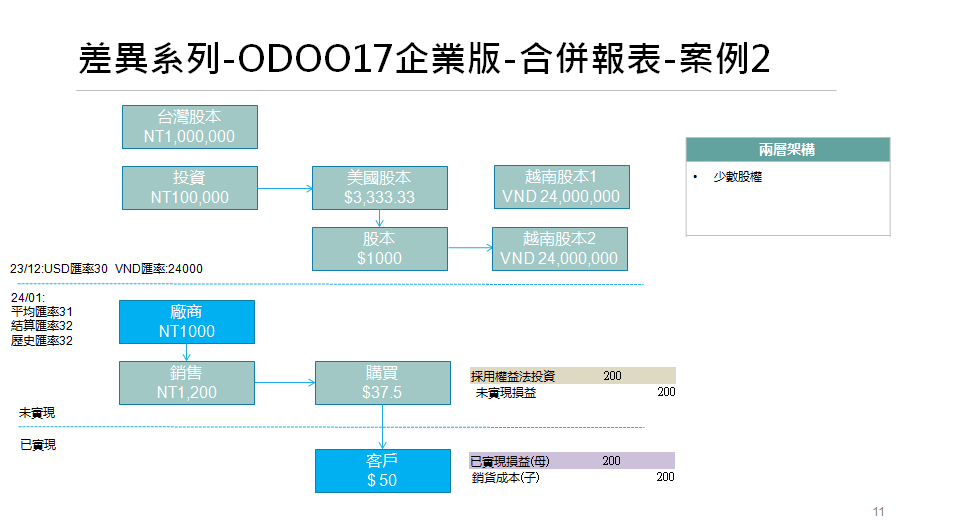 差異系列-ODOO17企業版-合併報表-案例2
台灣股本
NT1,000,000
投資
NT100,000
美國股本
$3,333.33
越南股本1
VND 24,000,000
股本
$1000
越南股本2
VND 24,000,000
兩層架構
• 少數股權
23/12:USD匯率30 VND匯率:24000
24/01:
平均匯率31
結算匯率32
歷史匯率32
廠商
NT1000
銷售
NT1,200
購買
$37.5
採用權益法投資 200
未實現損益 200
未實現
已實現
客戶
$ 50
已實現損益(母) 200
銷貨成本(子) 200
11